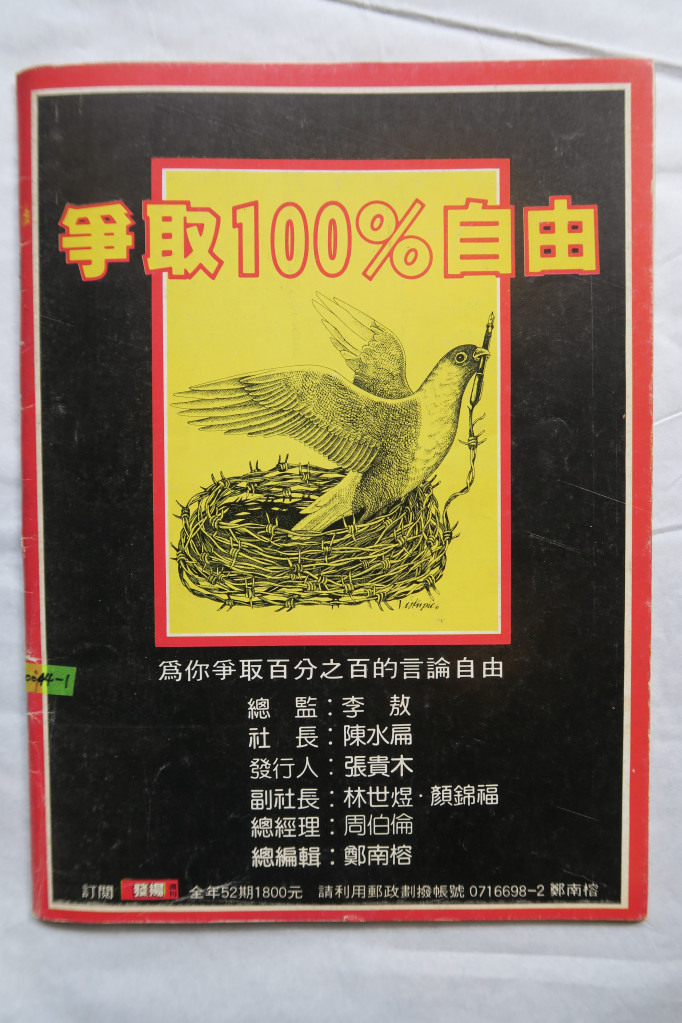 爭取100%自由
為你爭取百分之百的言論自由
總　監：李　敖
社　長：陳水扁
發行人：張貴木
副社長：林世煜·顏錦福
總經理：周伯倫
總編輯：鄭南榕
0044-1
訂閱 發揚週刊 全年52期1800元　請利用郵政劃撥帳號 0716698-2 鄭南榕